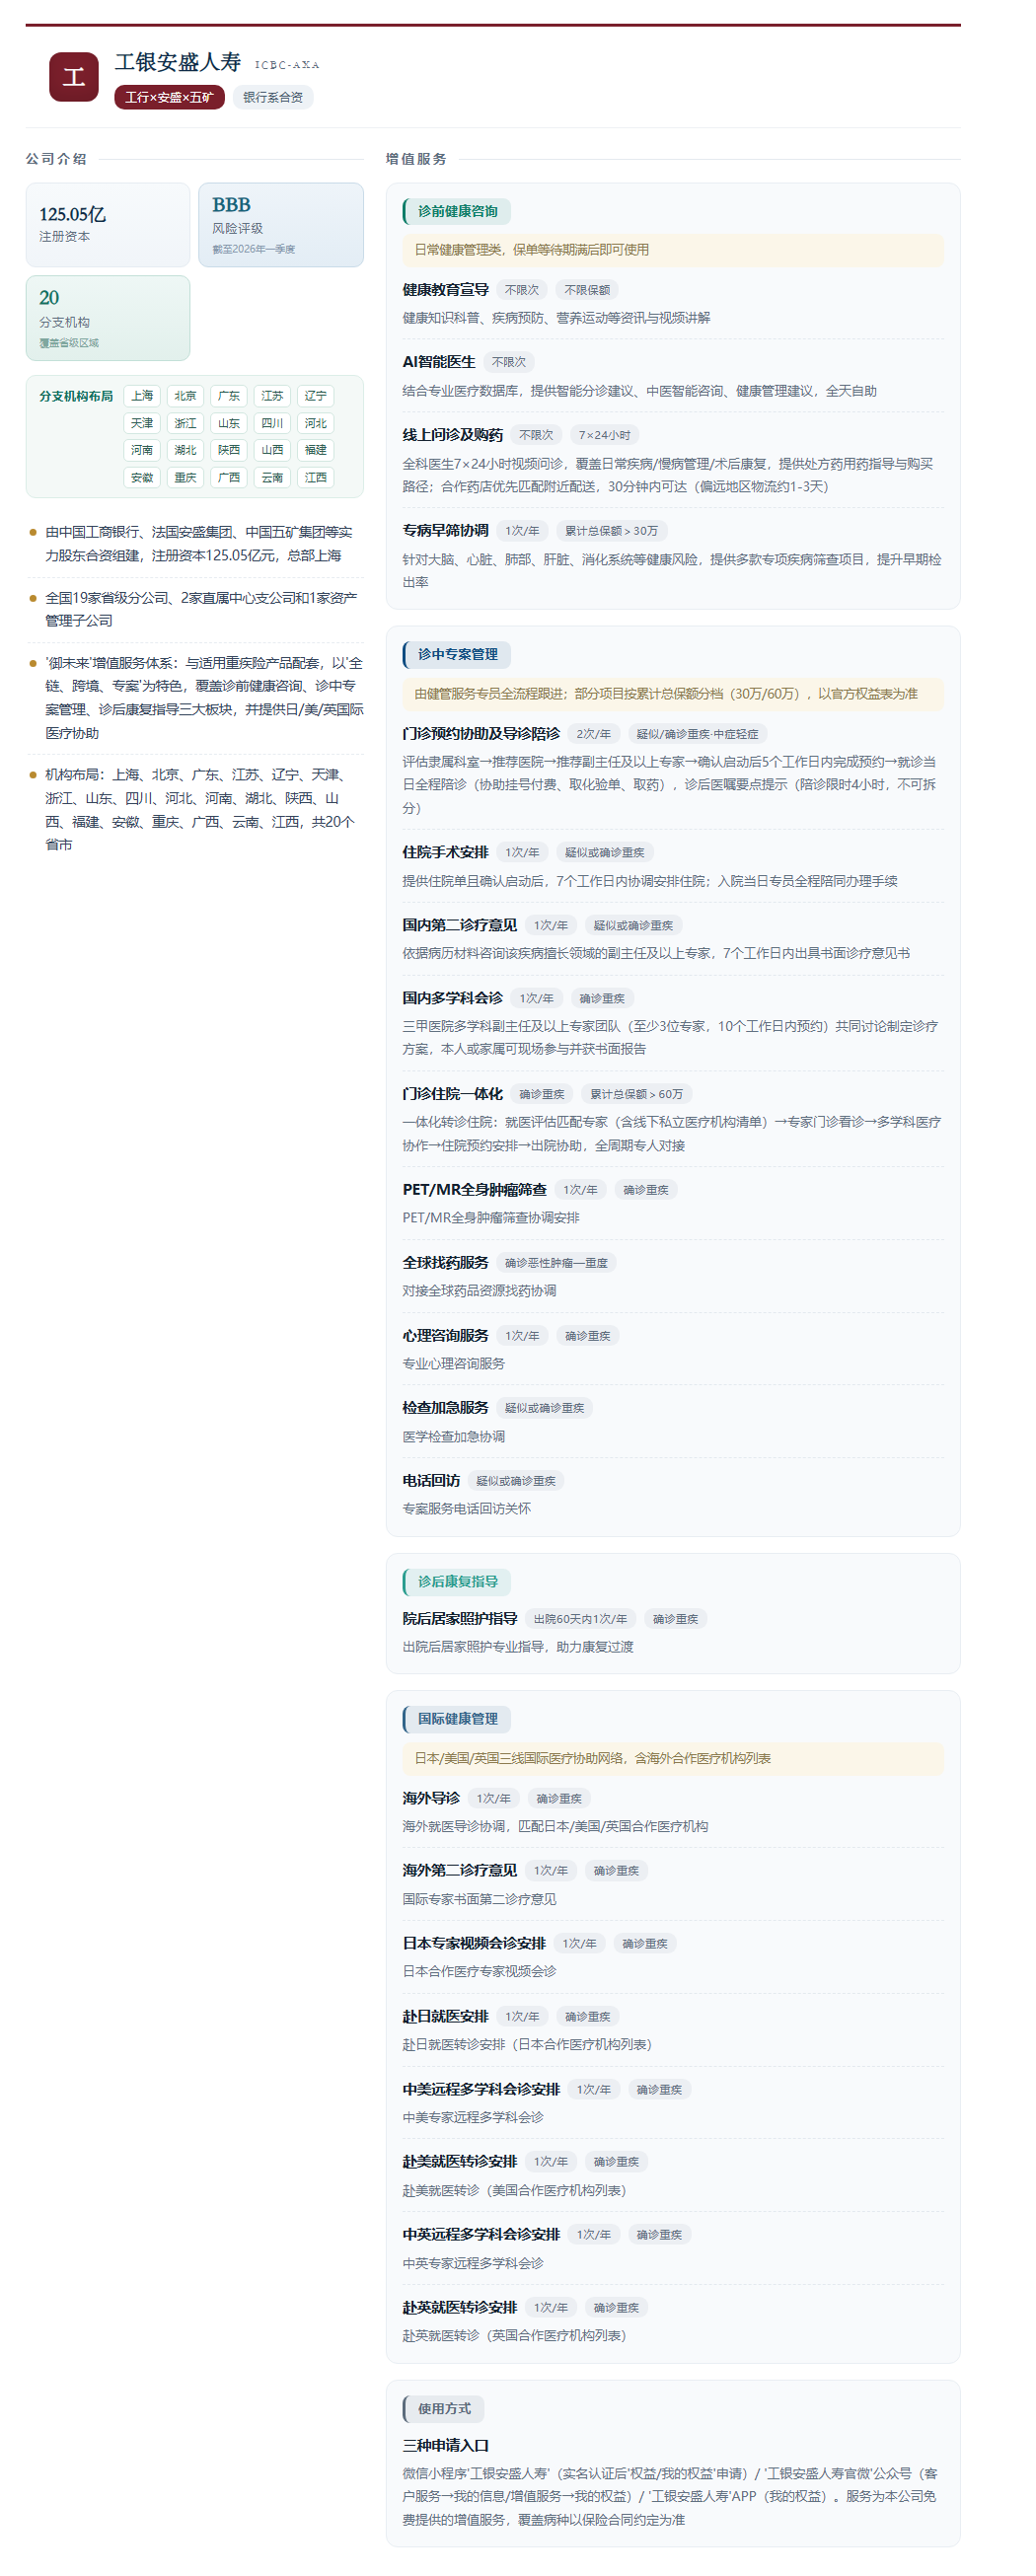 工
工银安盛人寿 ICBC-AXA
工行×安盛×五矿 银行系合资
公司介绍
125.05亿
注册资本
BBB
风险评级
截至2026年一季度
20
分支机构
覆盖省级区域
分支机构布局 上海 北京 广东 江苏 辽宁
天津 浙江 山东 四川 河北
河南 湖北 陕西 山西 福建
安徽 重庆 广西 云南 江西
由中国工商银行、法国安盛集团、中国五矿集团等实
力股东合资组建，注册资本125.05亿元，总部上海
全国19家省级分公司、2家直属中心支公司和1家资产
管理子公司
'御未来'增值服务体系：与适用重疾险产品配套，以'全
链、跨境、专案'为特色，覆盖诊前健康咨询、诊中专
案管理、诊后康复指导三大板块，并提供日/美/英国际
医疗协助
机构布局：上海、北京、广东、江苏、辽宁、天津、
浙江、山东、四川、河北、河南、湖北、陕西、山
西、福建、安徽、重庆、广西、云南、江西，共20个
省市
增值服务
诊前健康咨询
日常健康管理类，保单等待期满后即可使用
健康教育宣导 不限次 不限保额
健康知识科普、疾病预防、营养运动等资讯与视频讲解
AI智能医生 不限次
结合专业医疗数据库，提供智能分诊建议、中医智能咨询、健康管理建议，全天自助
线上问诊及购药 不限次 7×24小时
全科医生7×24小时视频问诊，覆盖日常疾病/慢病管理/术后康复，提供处方药用药指导与购买
路径；合作药店优先匹配附近配送，30分钟内可达（偏远地区物流约1-3天）
专病早筛协调 1次/年 累计总保额＞30万
针对大脑、心脏、肺部、肝脏、消化系统等健康风险，提供多款专项疾病筛查项目，提升早期检
出率
诊中专案管理
由健管服务专员全流程跟进；部分项目按累计总保额分档（30万/60万），以官方权益表为准
门诊预约协助及导诊陪诊 2次/年 疑似/确诊重疾·中症轻症
评估隶属科室→推荐医院→推荐副主任及以上专家→确认启动后5个工作日内完成预约→就诊当
日全程陪诊（协助挂号付费、取化验单、取药），诊后医嘱要点提示（陪诊限时4小时，不可拆
分）
住院手术安排 1次/年 疑似或确诊重疾
提供住院单且确认启动后，7个工作日内协调安排住院；入院当日专员全程陪同办理手续
国内第二诊疗意见 1次/年 疑似或确诊重疾
依据病历材料咨询该疾病擅长领域的副主任及以上专家，7个工作日内出具书面诊疗意见书
国内多学科会诊 1次/年 确诊重疾
三甲医院多学科副主任及以上专家团队（至少3位专家，10个工作日内预约）共同讨论制定诊疗
方案，本人或家属可现场参与并获书面报告
门诊住院一体化 确诊重疾 累计总保额＞60万
一体化转诊住院：就医评估匹配专家（含线下私立医疗机构清单）→专家门诊看诊→多学科医疗
协作→住院预约安排→出院协助，全周期专人对接
PET/MR全身肿瘤筛查 1次/年 确诊重疾
PET/MR全身肿瘤筛查协调安排
全球找药服务 确诊恶性肿瘤—重度
对接全球药品资源找药协调
心理咨询服务 1次/年 确诊重疾
专业心理咨询服务
检查加急服务 疑似或确诊重疾
医学检查加急协调
电话回访 疑似或确诊重疾
专案服务电话回访关怀
诊后康复指导
院后居家照护指导 出院60天内1次/年 确诊重疾
出院后居家照护专业指导，助力康复过渡
国际健康管理
日本/美国/英国三线国际医疗协助网络，含海外合作医疗机构列表
海外导诊 1次/年 确诊重疾
海外就医导诊协调，匹配日本/美国/英国合作医疗机构
海外第二诊疗意见 1次/年 确诊重疾
国际专家书面第二诊疗意见
日本专家视频会诊安排 1次/年 确诊重疾
日本合作医疗专家视频会诊
赴日就医安排 1次/年 确诊重疾
赴日就医转诊安排（日本合作医疗机构列表）
中美远程多学科会诊安排 1次/年 确诊重疾
中美专家远程多学科会诊
赴美就医转诊安排 1次/年 确诊重疾
赴美就医转诊（美国合作医疗机构列表）
中英远程多学科会诊安排 1次/年 确诊重疾
中英专家远程多学科会诊
赴英就医转诊安排 1次/年 确诊重疾
赴英就医转诊（英国合作医疗机构列表）
使用方式
三种申请入口
微信小程序'工银安盛人寿'（实名认证后'权益/我的权益'申请）/ '工银安盛人寿官微'公众号（客
户服务→我的信息/增值服务→我的权益）/ '工银安盛人寿'APP（我的权益）。服务为本公司免
费提供的增值服务，覆盖病种以保险合同约定为准